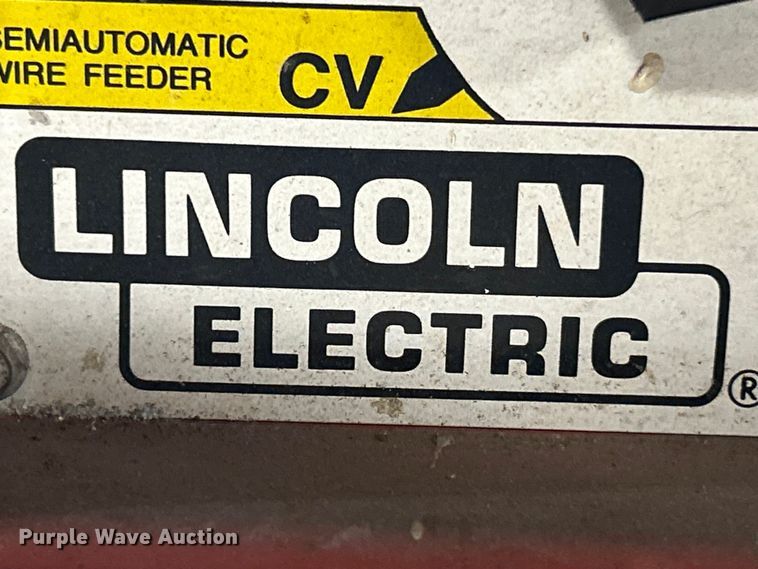 SEMIAUTOMATIC
WIRE FEEDER
CV
LINCOLN
ELECTRIC
®
Purple Wave Auction